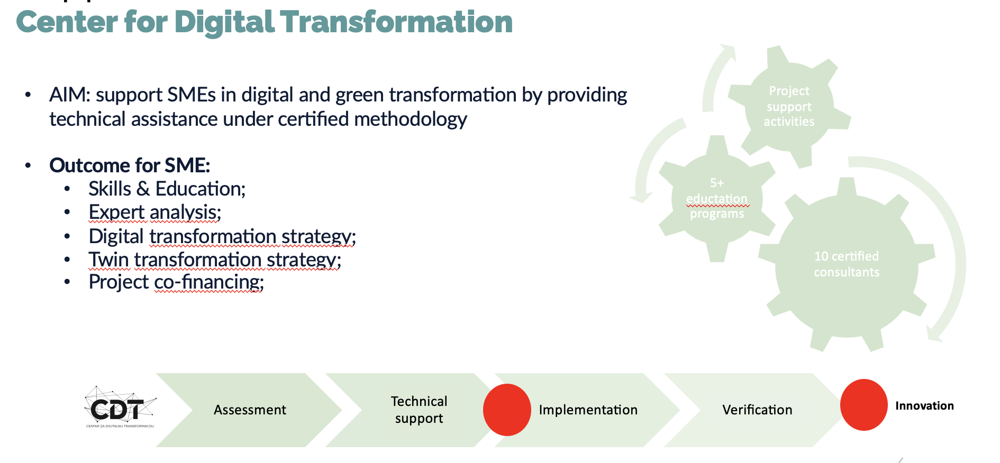 Center for Digital Transformation
• AIM: support SMEs in digital and green transformation by providing
technical assistance under certified methodology
• Outcome for SME:
• Skills & Education;
• Expert analysis;
• Digital transformation strategy;
• Twin transformation strategy;
• Project co-financing;
Project
support
activities
5+
eductation
programs
10 certified
consultants
CDT
CENTAR ZA DIGITALNU TRANSFORMACIJU
Assessment
Technical
support
Implementation
Verification
Innovation